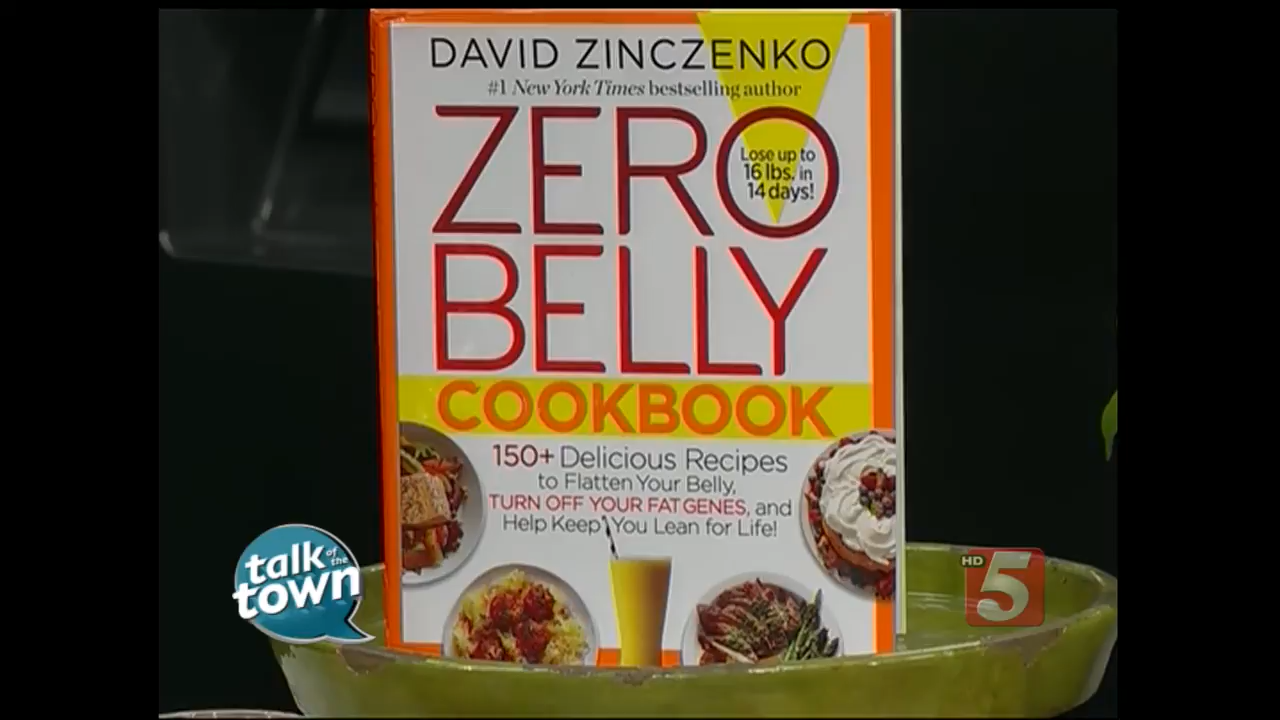 DAVID ZINCZENKO
#1 New York Times bestselling author
ZERO
Lose up to
16 lbs. in
14 days!
BELLY
COOKBOOK
150+ Delicious Recipes
to Flatten Your Belly,
TURN OFF YOUR FAT GENES, and
Help Keep You Lean for Life!
talk of the
town
HD 5